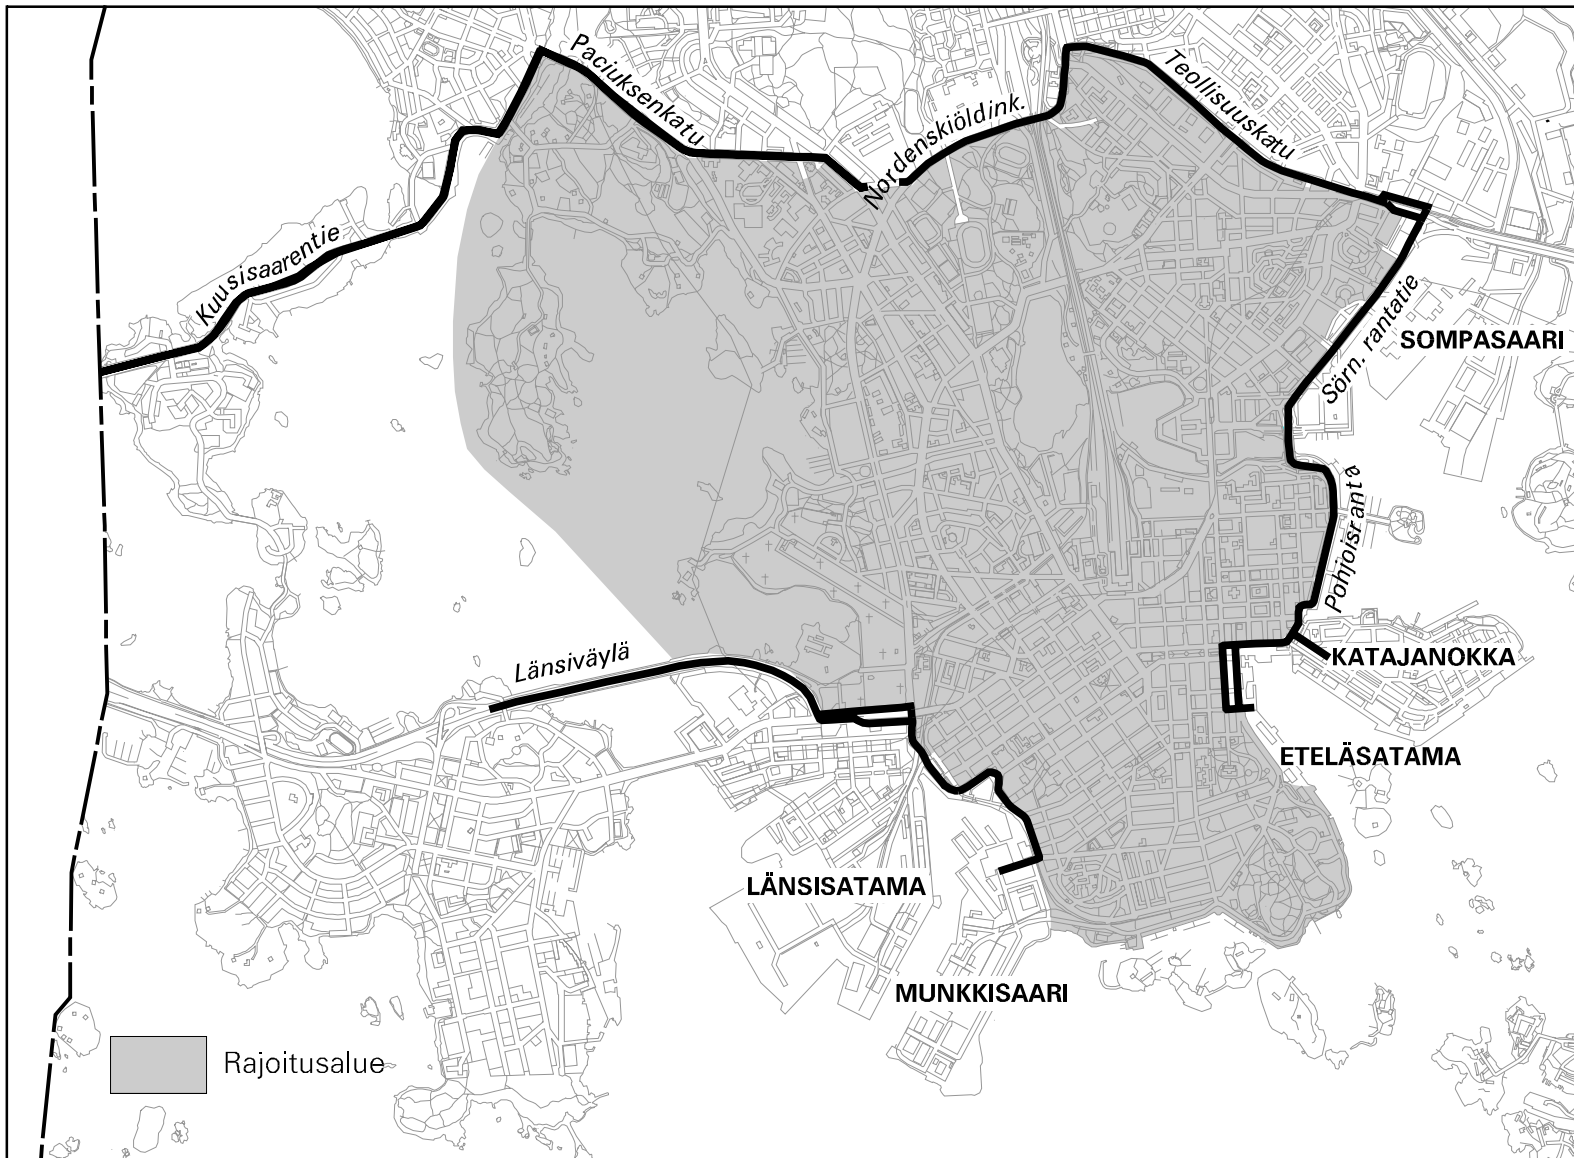 Paciuksenkatu
Nordenskiöldink.
Teollisuuskatu
Kuusisaarentie
Sörn. rantatie
SOMPASAARI
Pohjoisranta
Länsiväylä
KATAJANOKKA
ETELÄSATAMA
LÄNSISATAMA
MUNKKISAARI
Rajoitusalue